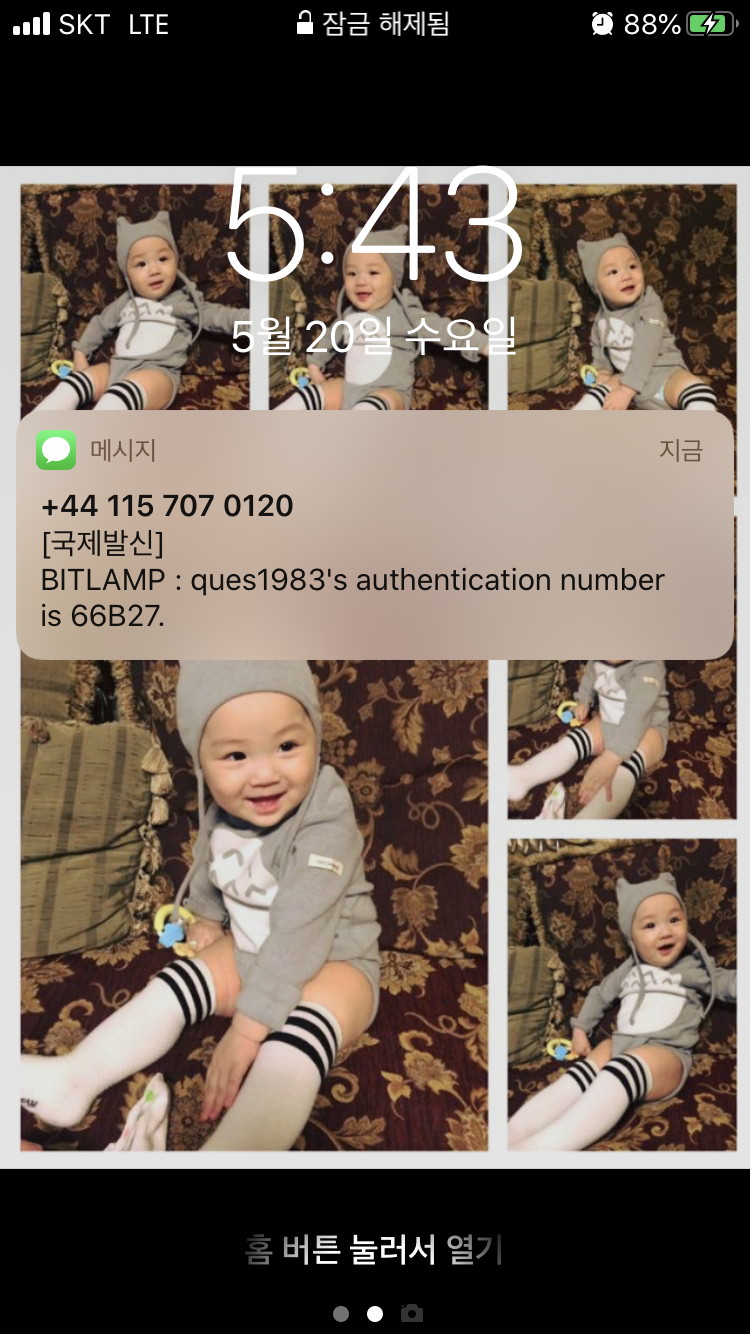 SKT LTE 잠금 해제됨 88%
5:43
5월 20일 수요일
메시지 지금
+44 115 707 0120
[국제발신]
BITLAMP : ques1983's authentication number
is 66B27.
홈 버튼 눌러서 열기